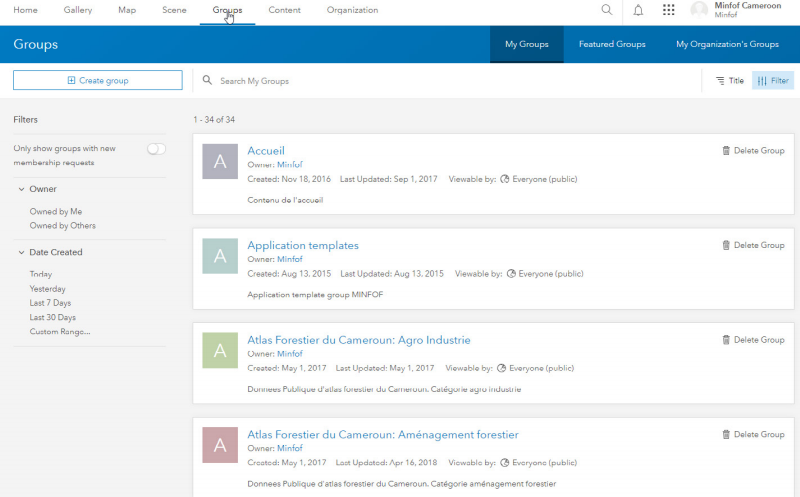 Home Gallery Map Scene Groups Content Organization Minfof Cameroon
Minfof
Groups My Groups Featured Groups My Organization's Groups
Create group Search My Groups Title Filter
Filters 1 - 34 of 34
Only show groups with new
membership requests
Owner
Owned by Me
Owned by Others
Date Created
Today
Yesterday
Last 7 Days
Last 30 Days
Custom Range...
A
Accueil Delete Group
Owner: Minfof
Created: Nov 18, 2016 Last Updated: Sep 1, 2017 Viewable by: Everyone (public)
Contenu de l'accueil
A
Application templates Delete Group
Owner: Minfof
Created: Aug 13, 2015 Last Updated: Aug 13, 2015 Viewable by: Everyone (public)
Application template group MINFOF
A
Atlas Forestier du Cameroun: Agro Industrie Delete Group
Owner: Minfof
Created: May 1, 2017 Last Updated: May 1, 2017 Viewable by: Everyone (public)
Donnees Publique d'atlas forestier du Cameroun. Catégorie agro industrie
A
Atlas Forestier du Cameroun: Aménagement forestier Delete Group
Owner: Minfof
Created: May 1, 2017 Last Updated: Apr 16, 2018 Viewable by: Everyone (public)
Donnees Publique d'atlas forestier du Cameroun. Catégorie aménagement forestier